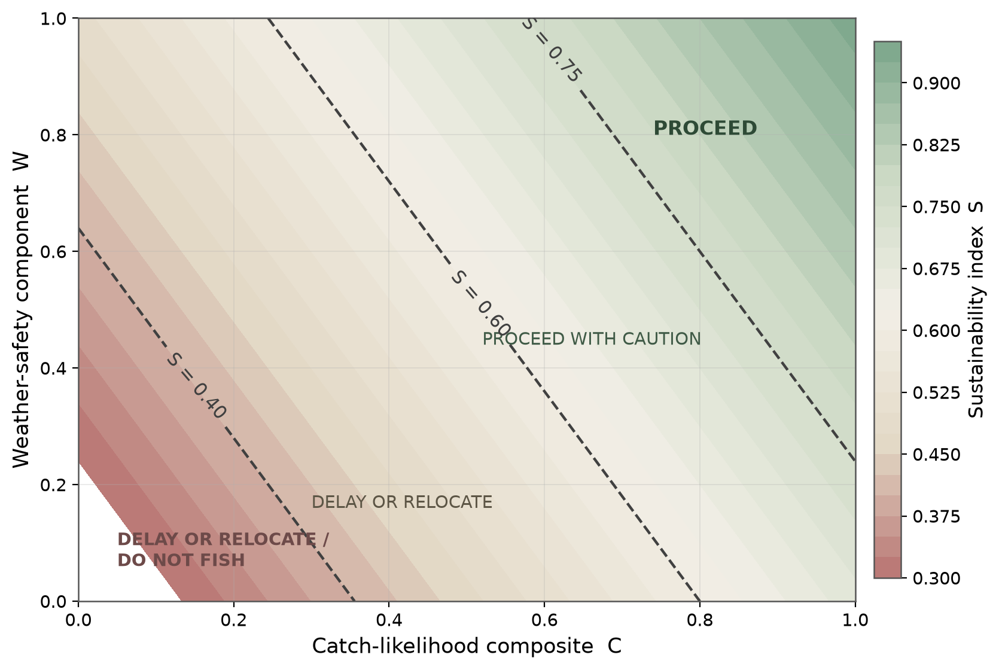 1.0
0.8
0.6
0.4
0.2
0.0
Weather-safety component W
S = 0.75
PROCEED
S = 0.60
PROCEED WITH CAUTION
S = 0.40
DELAY OR RELOCATE
DELAY OR RELOCATE /
DO NOT FISH
0.0 0.2 0.4 0.6 0.8 1.0
Catch-likelihood composite C
0.900
0.825
0.750
0.675
0.600
0.525
0.450
0.375
0.300
Sustainability index S